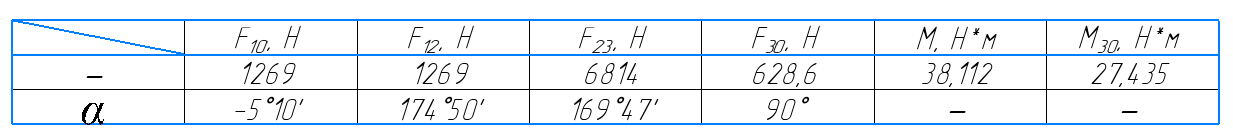 F10, Н F12, Н F23, Н F30, Н М, Н*м М30, Н*м
– 1269 1269 6814 628,6 38,112 27,435
α -5°10' 174°50' 169°47' 90° – –